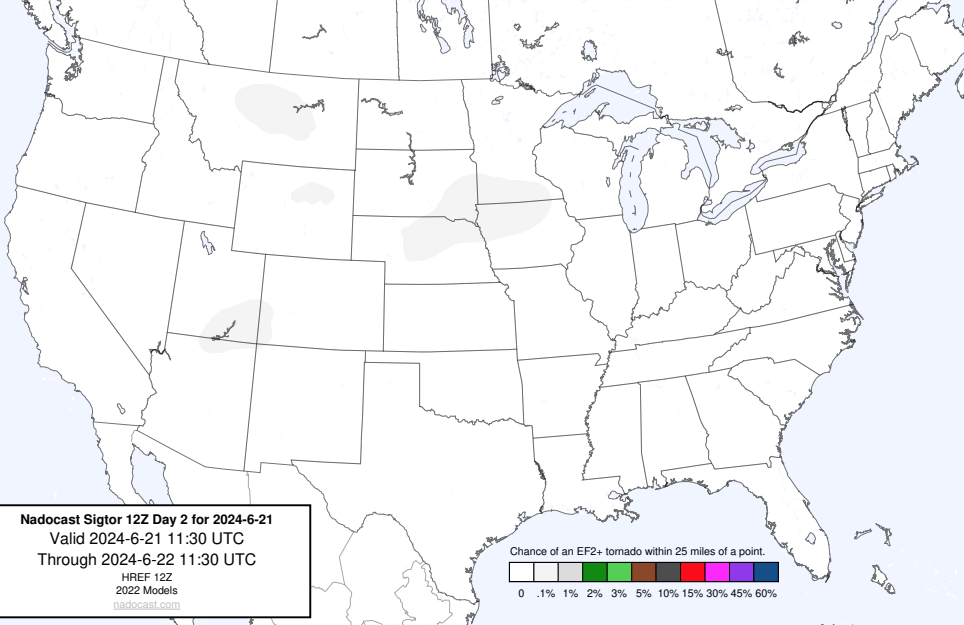 Nadocast Sigtor 12Z Day 2 for 2024-6-21
Valid 2024-6-21 11:30 UTC
Through 2024-6-22 11:30 UTC
HREF 12Z
2022 Models
nadocast.com
Chance of an EF2+ tornado within 25 miles of a point.
0 .1% 1% 2% 3% 5% 10% 15% 30% 45% 60%